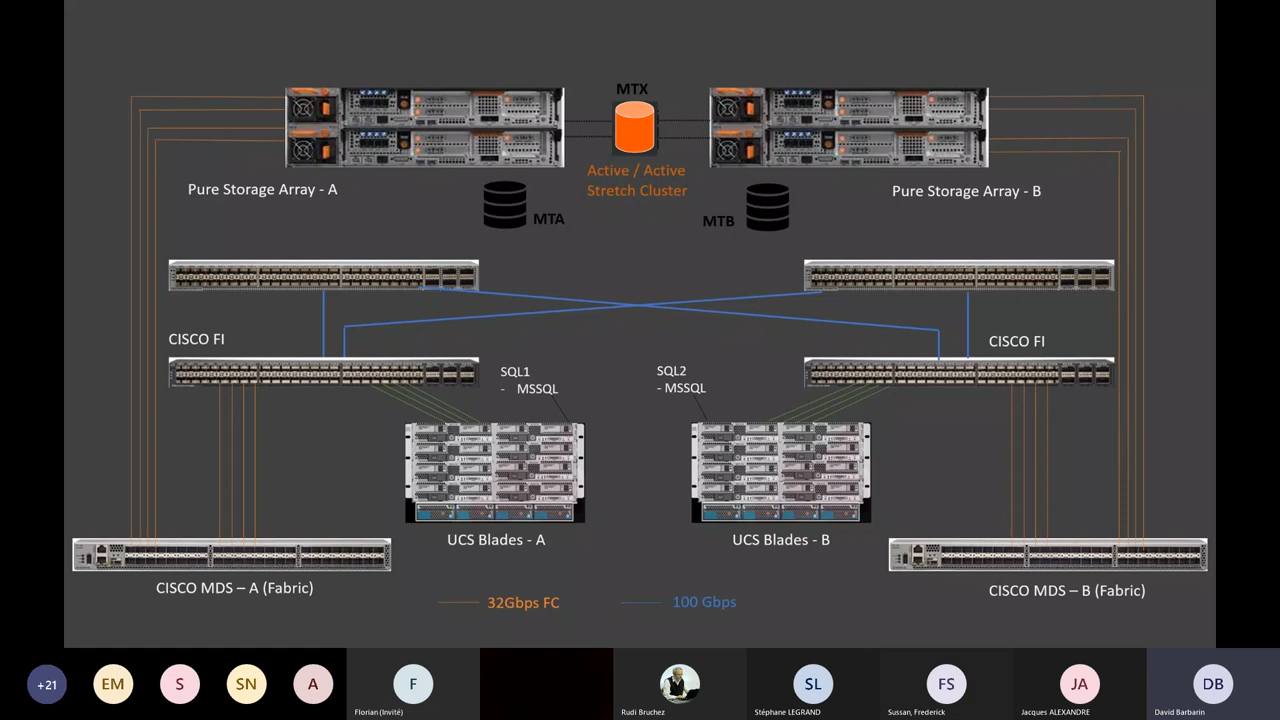 MTX
Active / Active
Stretch Cluster
Pure Storage Array - A
Pure Storage Array - B
MTA
MTB
CISCO FI
CISCO FI
SQL1
- MSSQL
SQL2
- MSSQL
UCS Blades - A
UCS Blades - B
CISCO MDS – A (Fabric)
CISCO MDS – B (Fabric)
32Gbps FC
100 Gbps
+21
EM
S
SN
A
F
SL
FS
JA
DB
Florian (Invité)
Rudi Bruchez
Stéphane LEGRAND
Sussan, Frederick
Jacques ALEXANDRE
David Barbarin